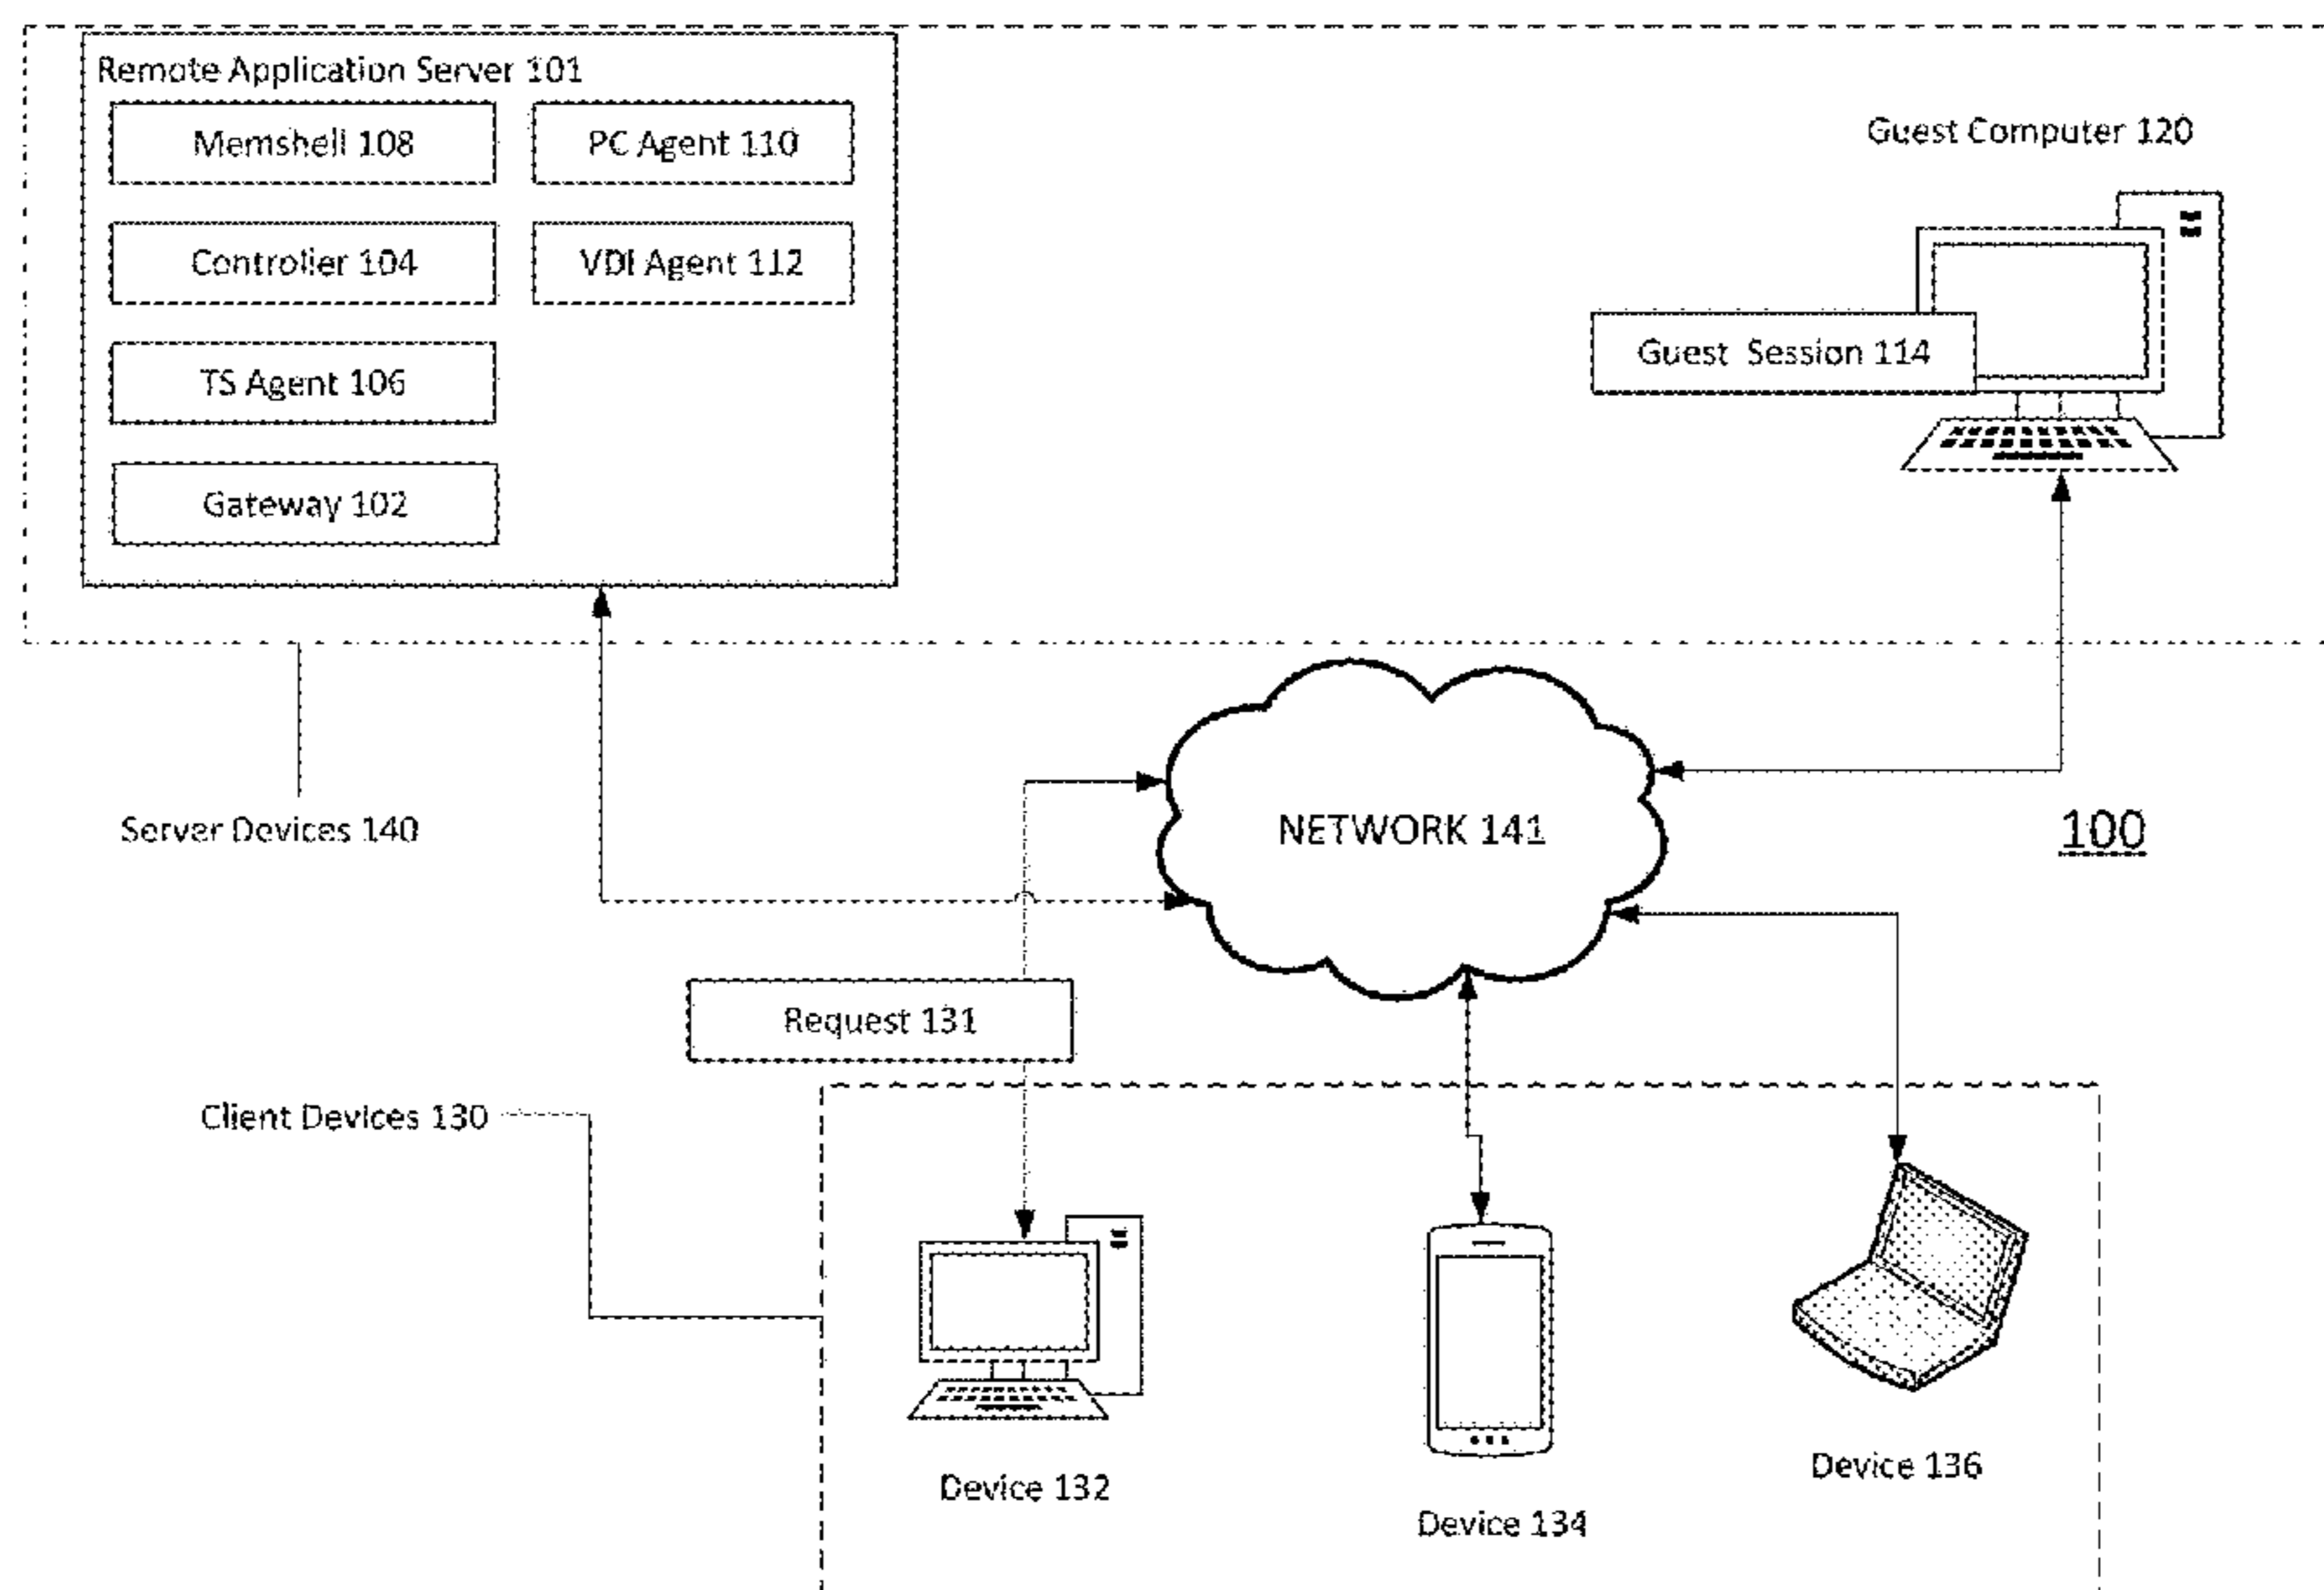 Remote Application Server 101
Memshell 108
PC Agent 110
Controller 104
VDI Agent 112
TS Agent 106
Gateway 102
Guest Computer 120
Guest Session 114
Server Devices 140
NETWORK 141
100
Request 131
Client Devices 130
Device 132
Device 134
Device 136